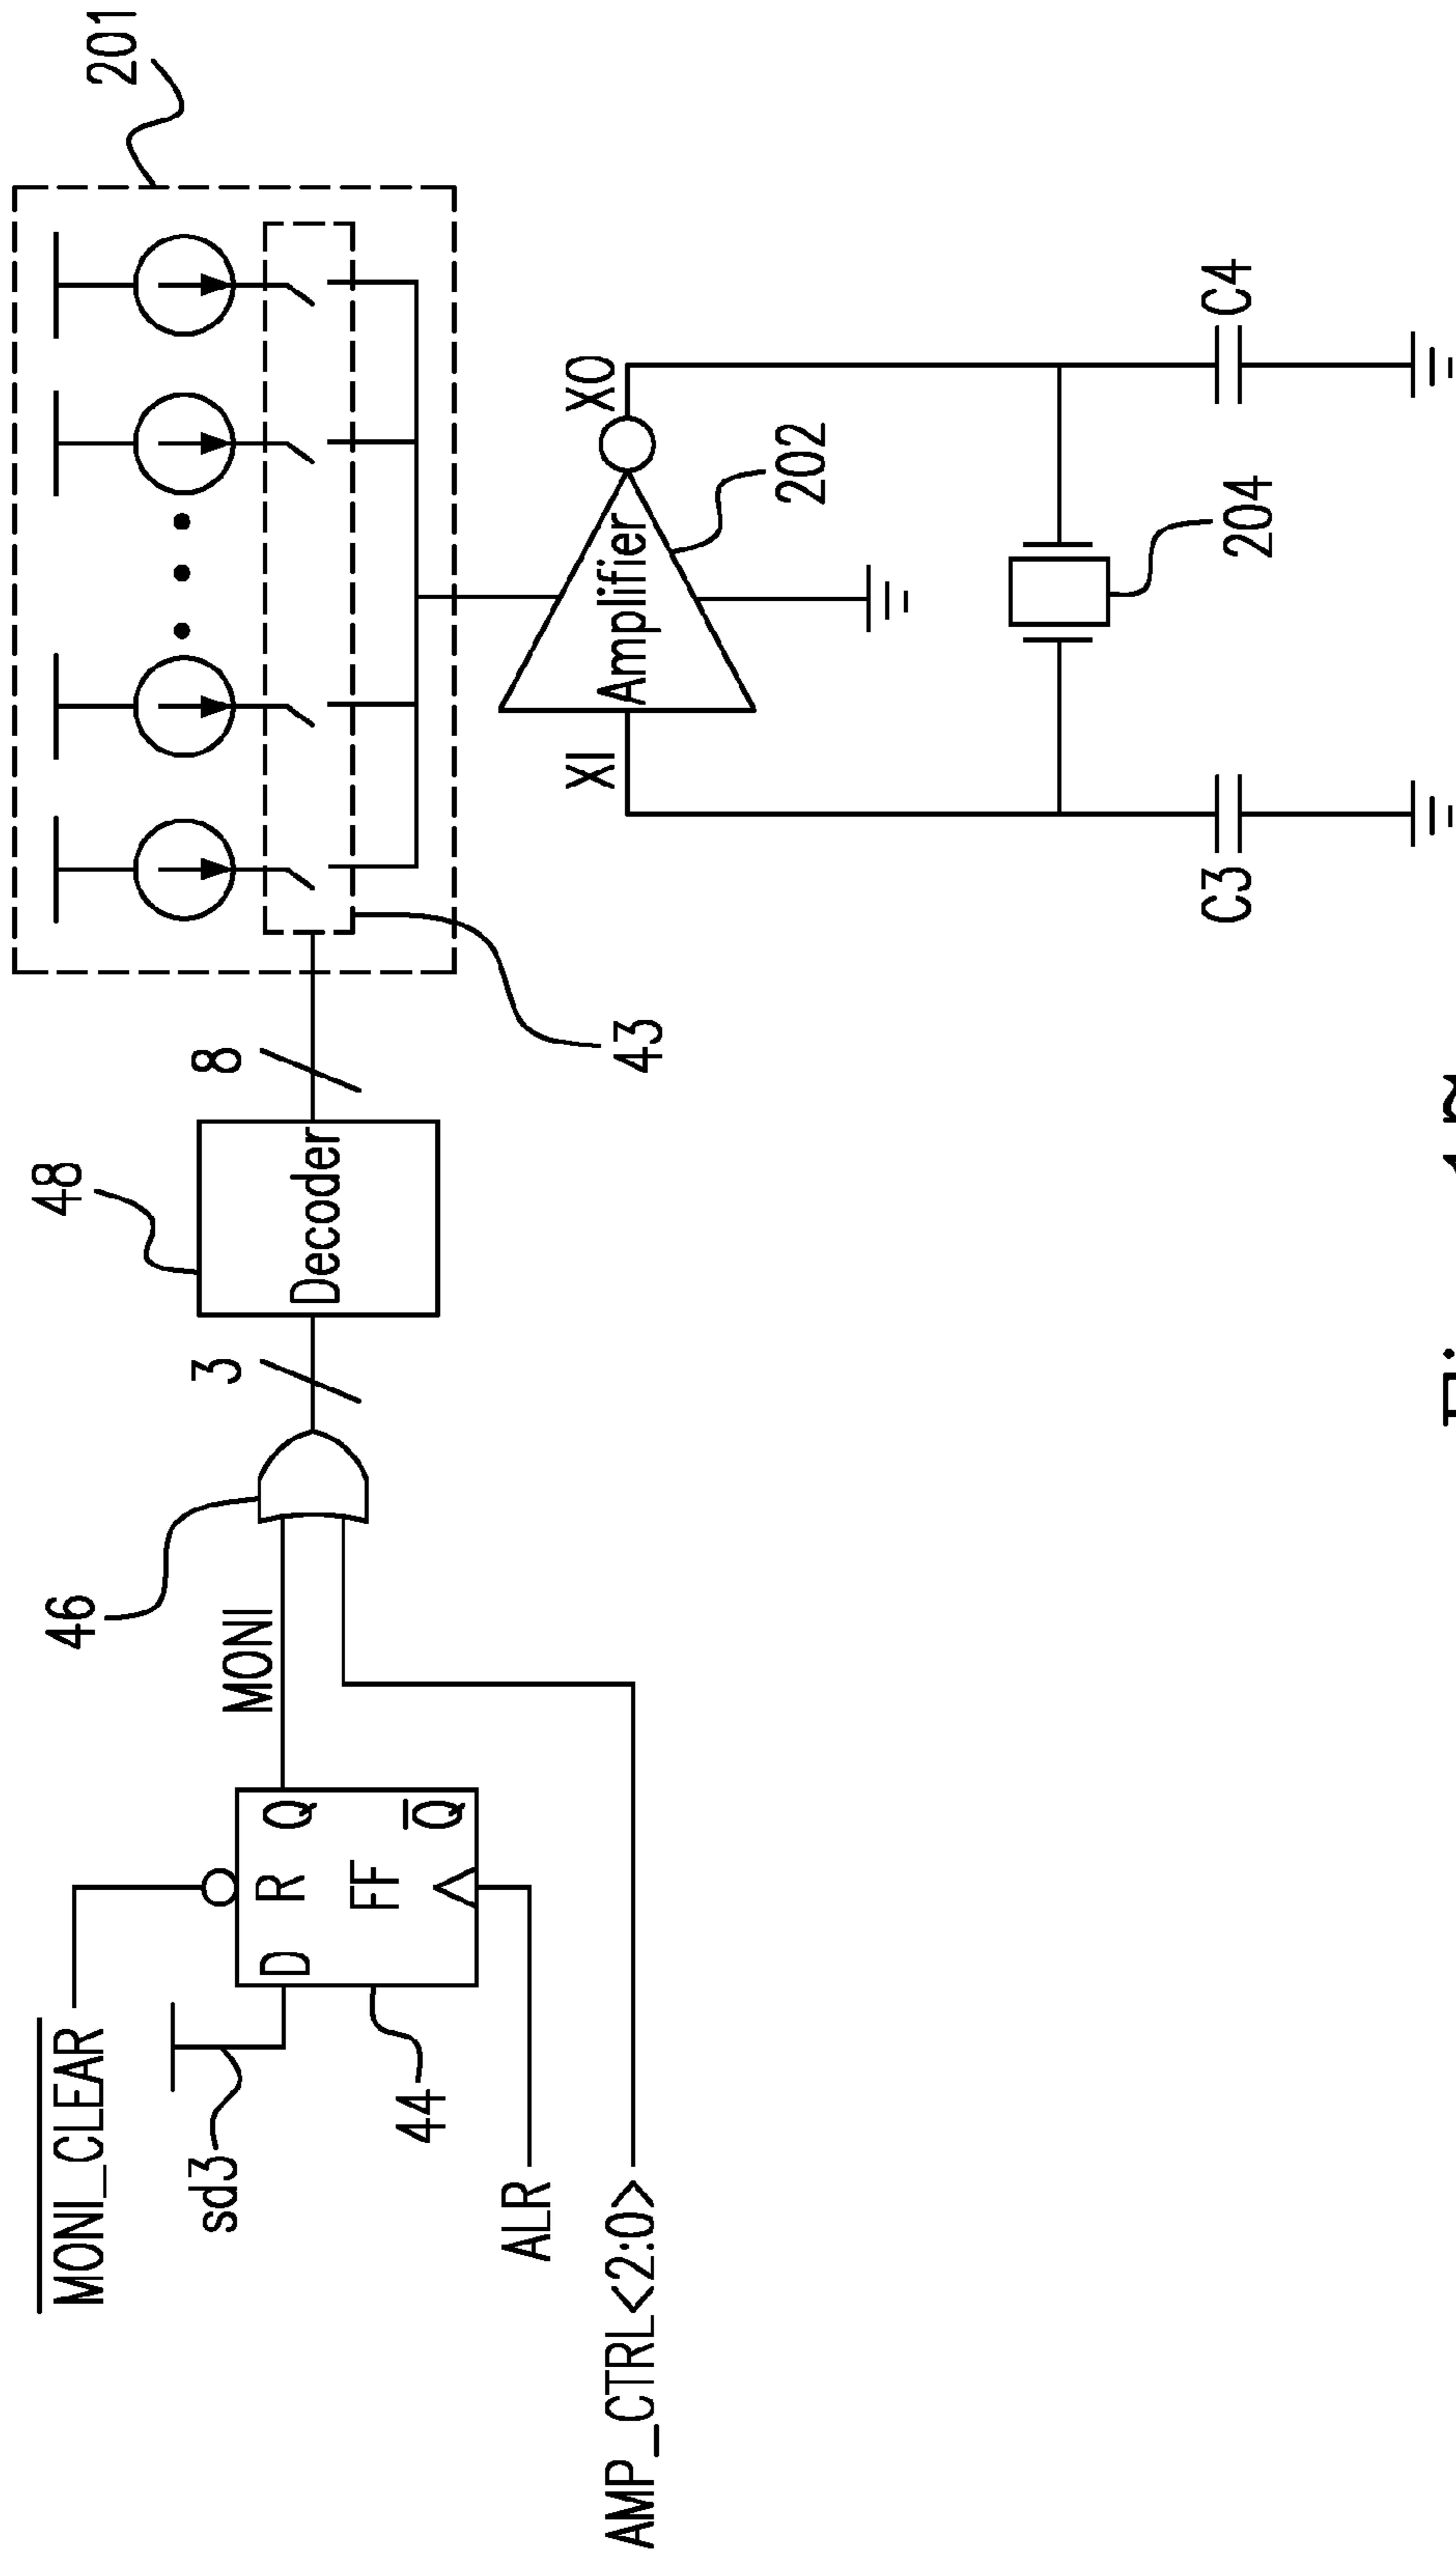 201
48
8
43
Decoder
3
46
MONI
MONI_CLEAR
sd3
D
R
Q
FF
Q
44
ALR
AMP_CTRL<2:0>
XI
XO
Amplifier
202
204
C3
C4